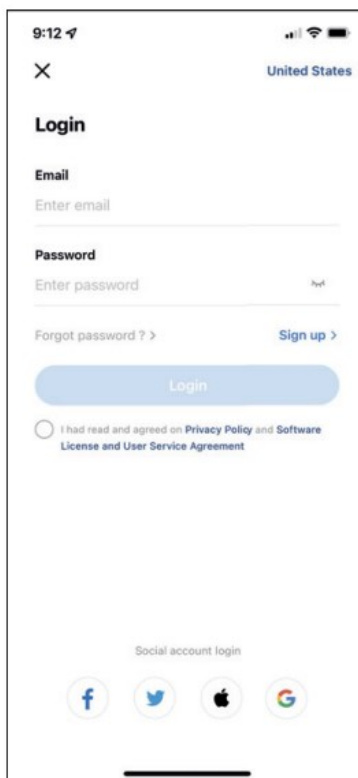 9:12
United States
Login
Email
Enter email
Password
Enter password
Forgot password ? >
Sign up >
Login
I had read and agreed on Privacy Policy and Software
License and User Service Agreement
Social account login